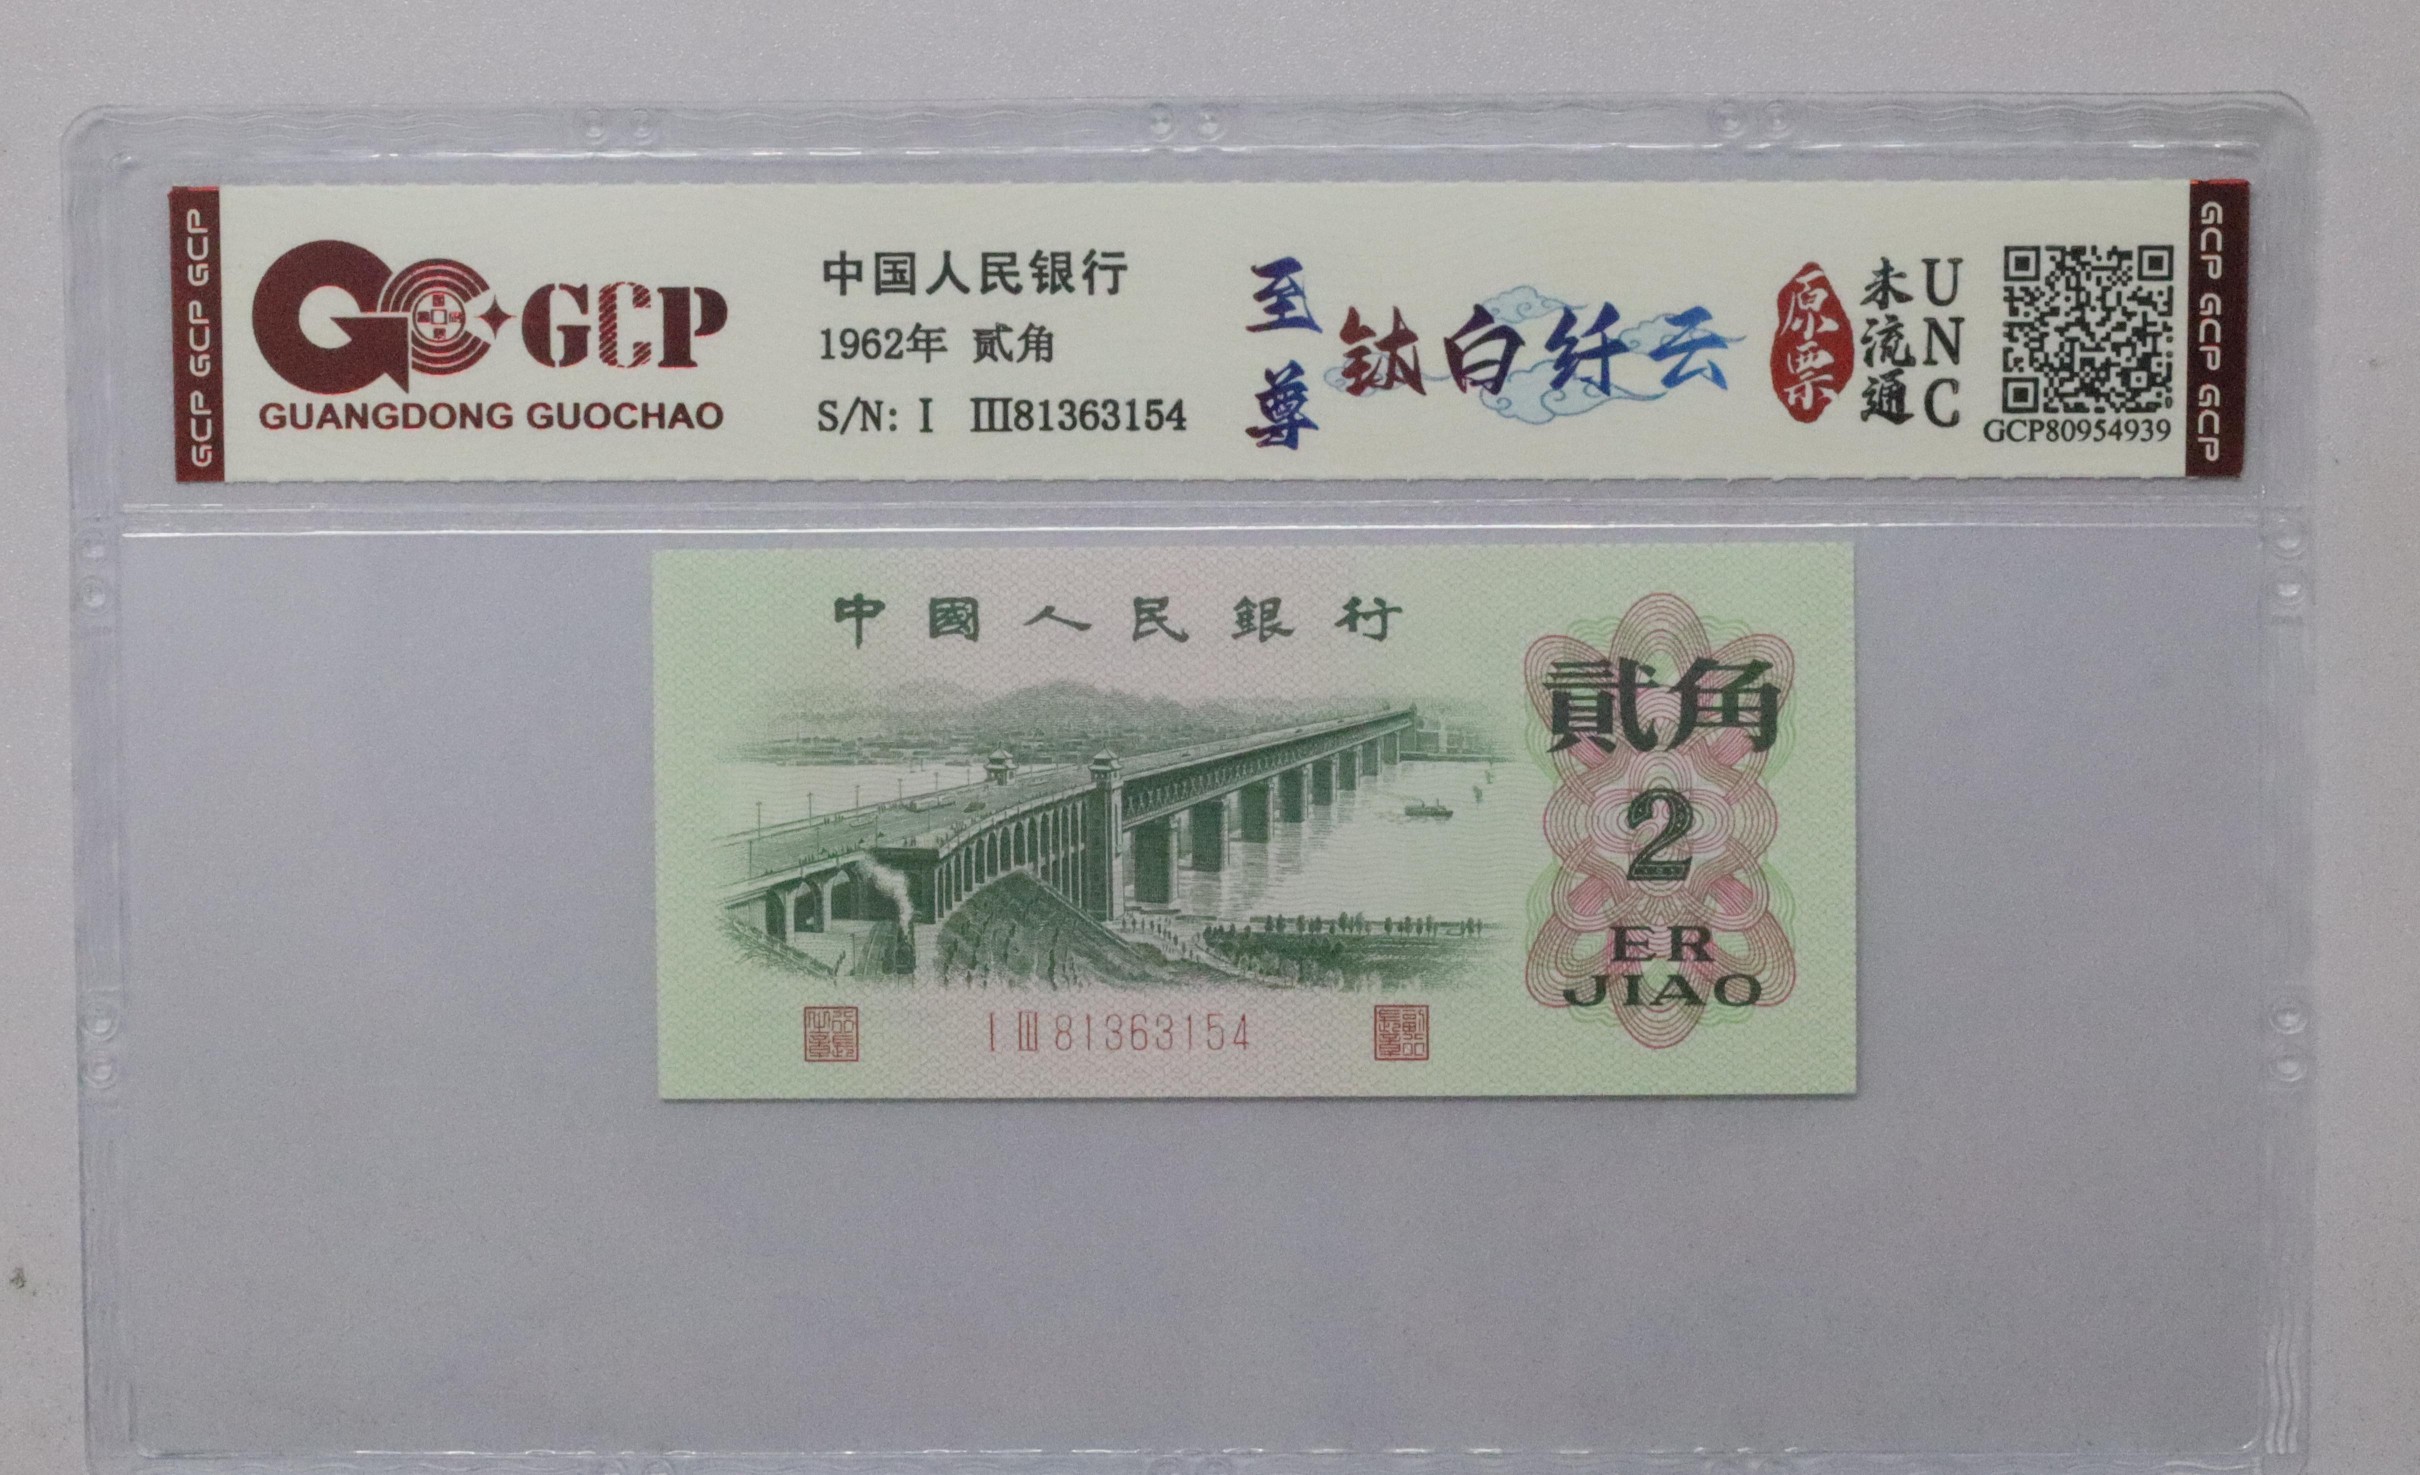 GCP GCP GCP
GCP
GUANGDONG GUOCHAO
中国人民银行
1962年 贰角
S/N: I Ⅲ81363154
至尊
钛白纤云
原票
未流通
UNC
GCP80954939
GCP GCP GCP
中國人民銀行
貳角
2
ER
JIAO
I Ⅲ 81363154